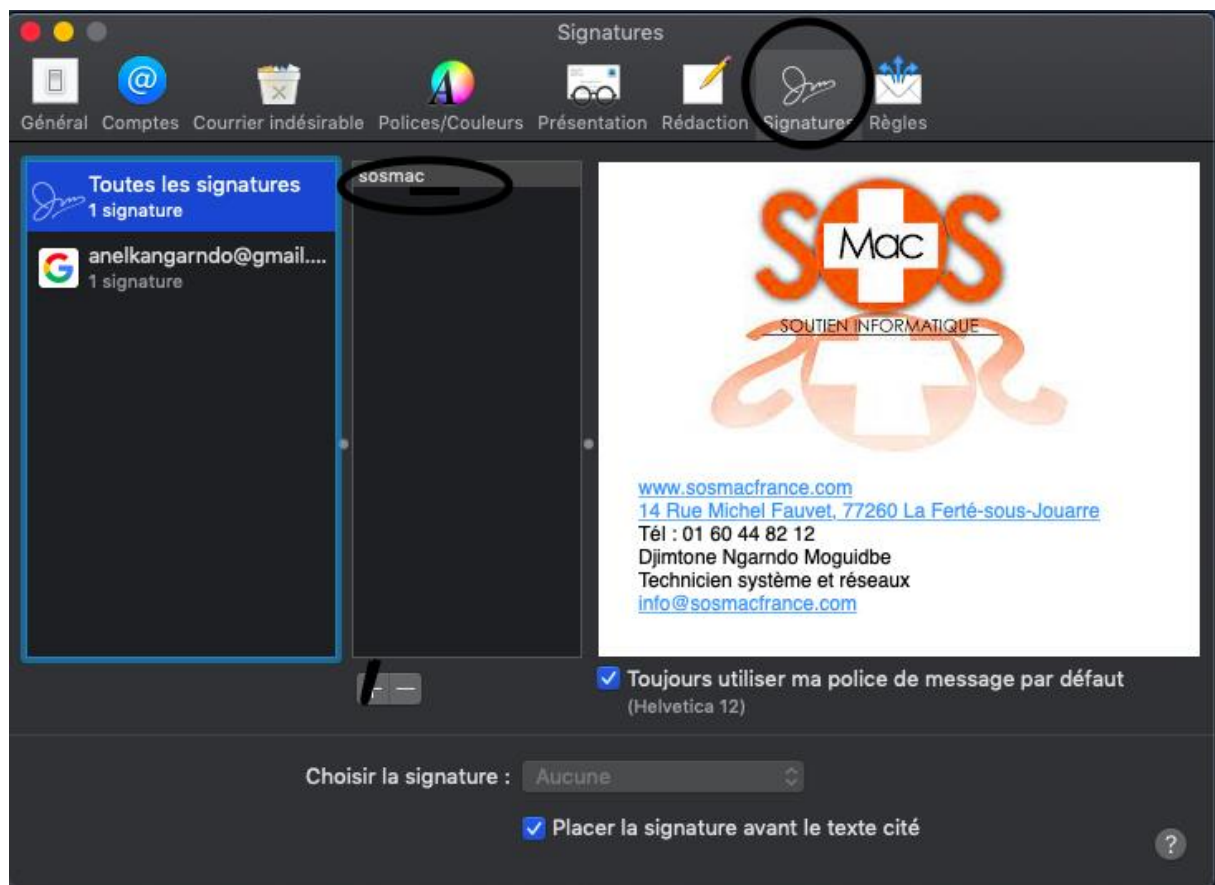 Signatures
Général Comptes Courrier indésirable Polices/Couleurs Présentation Rédaction Signatures Règles
Toutes les signatures
1 signature
anelkangarndo@gmail....
1 signature
sosmac
SOS
Mac
SOUTIEN INFORMATIQUE
www.sosmacfrance.com
14 Rue Michel Fauvet, 77260 La Ferté-sous-Jouarre
Tél : 01 60 44 82 12
Djimtone Ngarndo Moguidbe
Technicien système et réseaux
info@sosmacfrance.com
Toujours utiliser ma police de message par défaut
(Helvetica 12)
Choisir la signature : Aucune
Placer la signature avant le texte cité
?